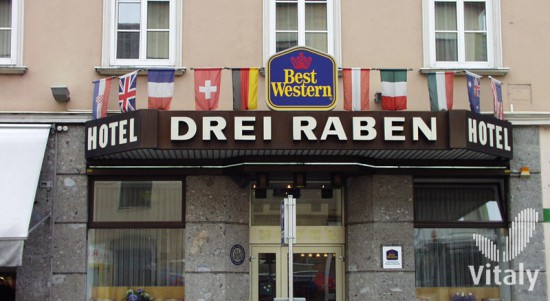 Best
Western
HOTEL DREI RABEN HOTEL
Vitaly